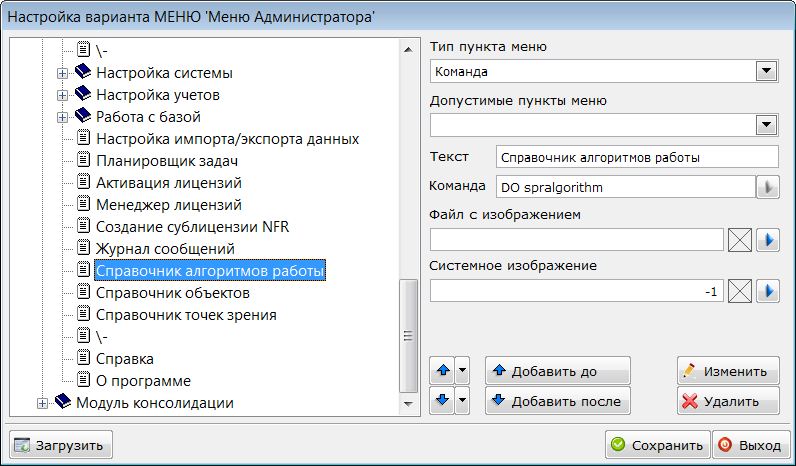 Настройка варианта МЕНЮ 'Меню Администратора'
\-
Настройка системы
Настройка учетов
Работа с базой
Настройка импорта/экспорта данных
Планировщик задач
Активация лицензий
Менеджер лицензий
Создание сублицензии NFR
Журнал сообщений
Справочник алгоритмов работы
Справочник объектов
Справочник точек зрения
\-
Справка
О программе
Модуль консолидации
Тип пункта меню
Команда
Допустимые пункты меню
Текст Справочник алгоритмов работы
Команда DO spralgorithm
Файл с изображением
Системное изображение
-1
Добавить до Изменить
Добавить после Удалить
Загрузить Сохранить Выход